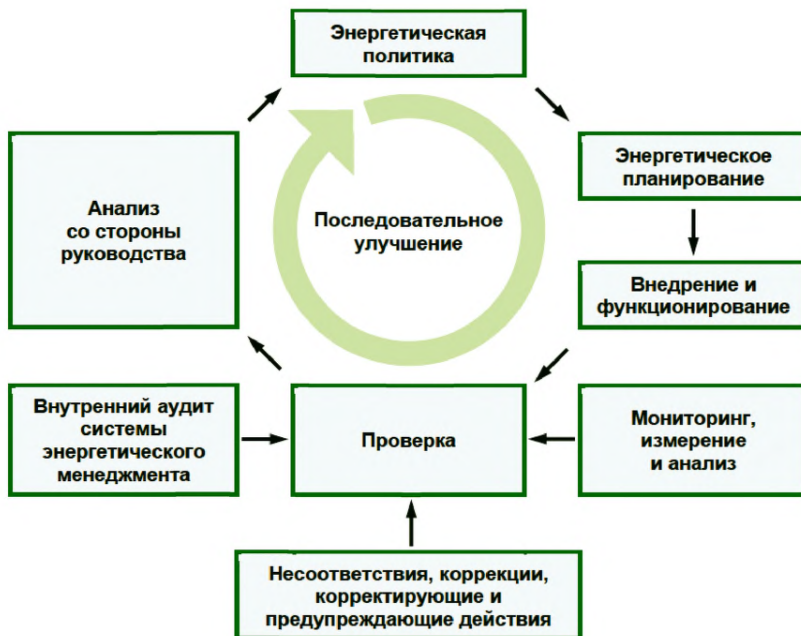 Энергетическая
политика
Энергетическое
планирование
Анализ
со стороны
руководства
Последовательное
улучшение
Внедрение и
функционирование
Внутренний аудит
системы
энергетического
менеджмента
Проверка
Мониторинг,
измерение
и анализ
Несоответствия, коррекции,
корректирующие и
предупреждающие действия